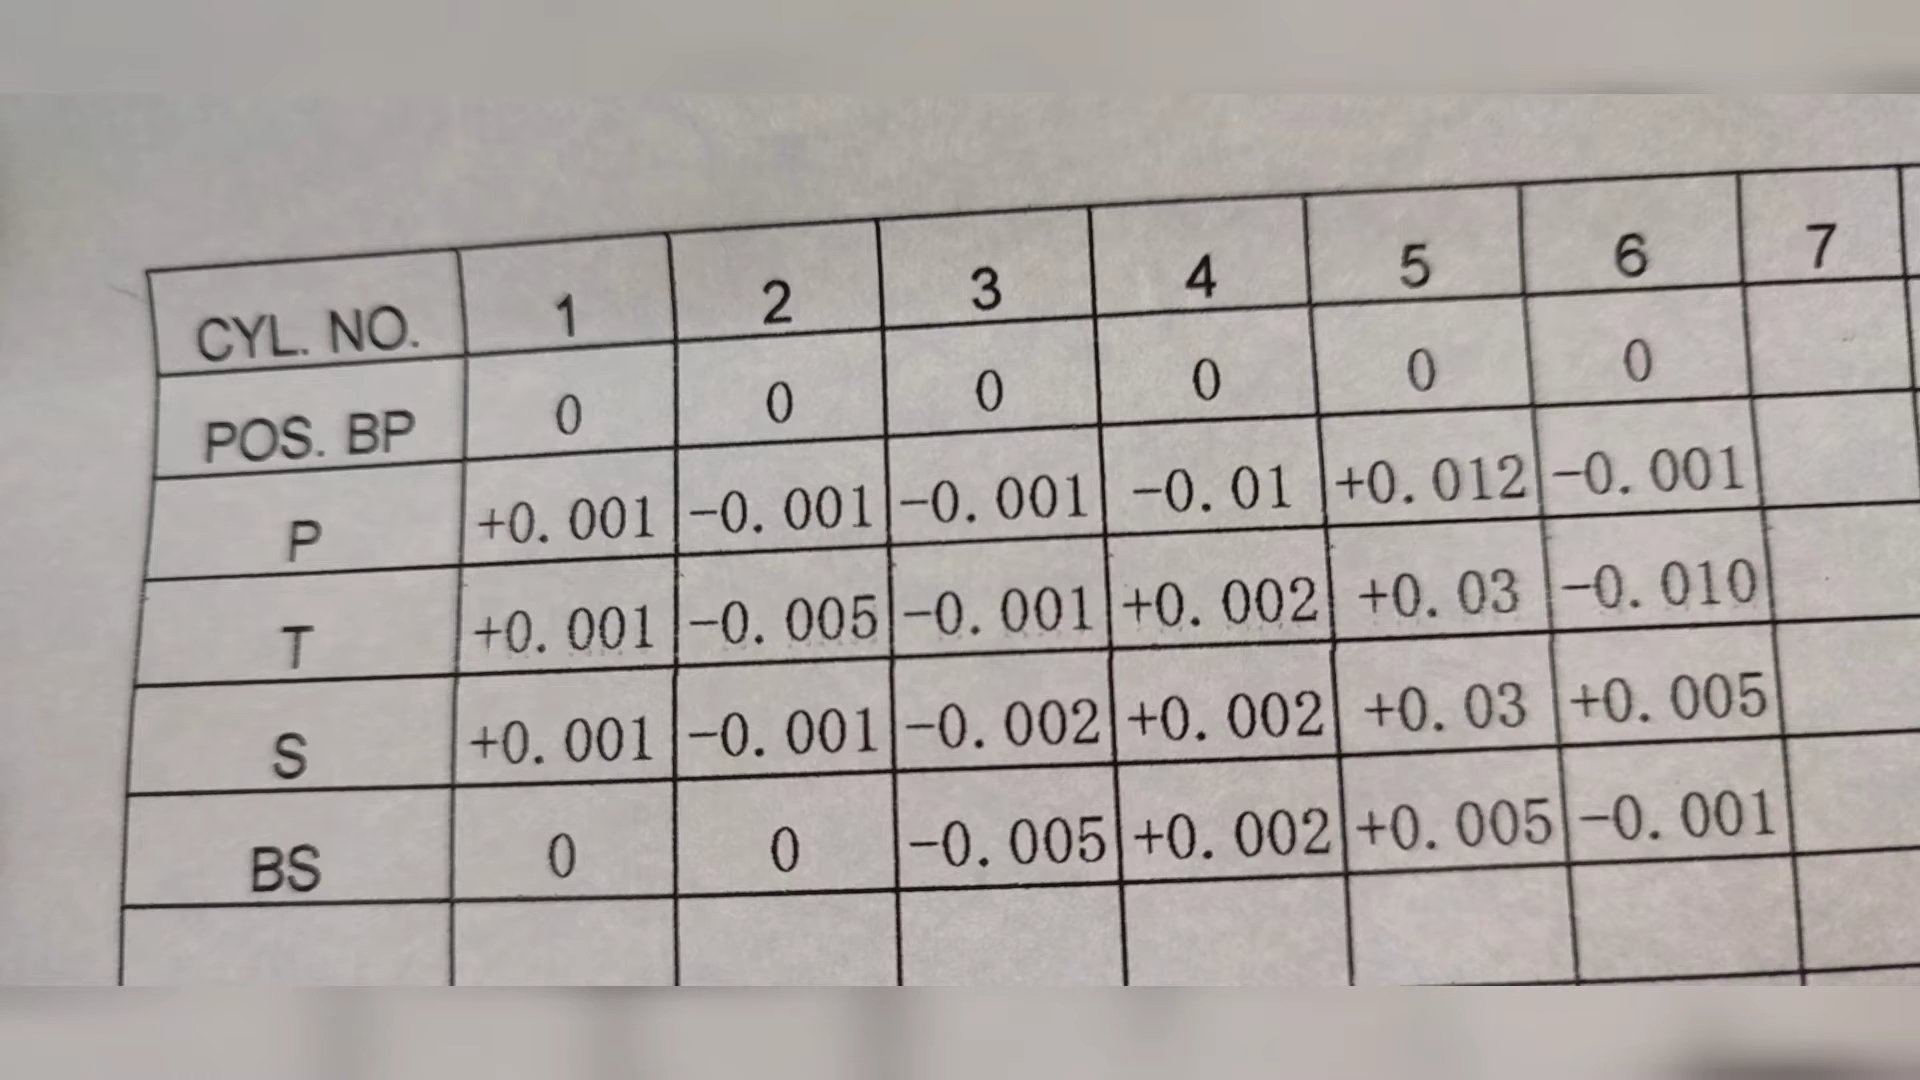 CYL. NO. 1 2 3 4 5 6 7
POS. BP 0 0 0 0 0 0
P +0.001 -0.001 -0.001 -0.01 +0.012 -0.001
T +0.001 -0.005 -0.001 +0.002 +0.03 -0.010
S +0.001 -0.001 -0.002 +0.002 +0.03 +0.005
BS 0 0 -0.005 +0.002 +0.005 -0.001